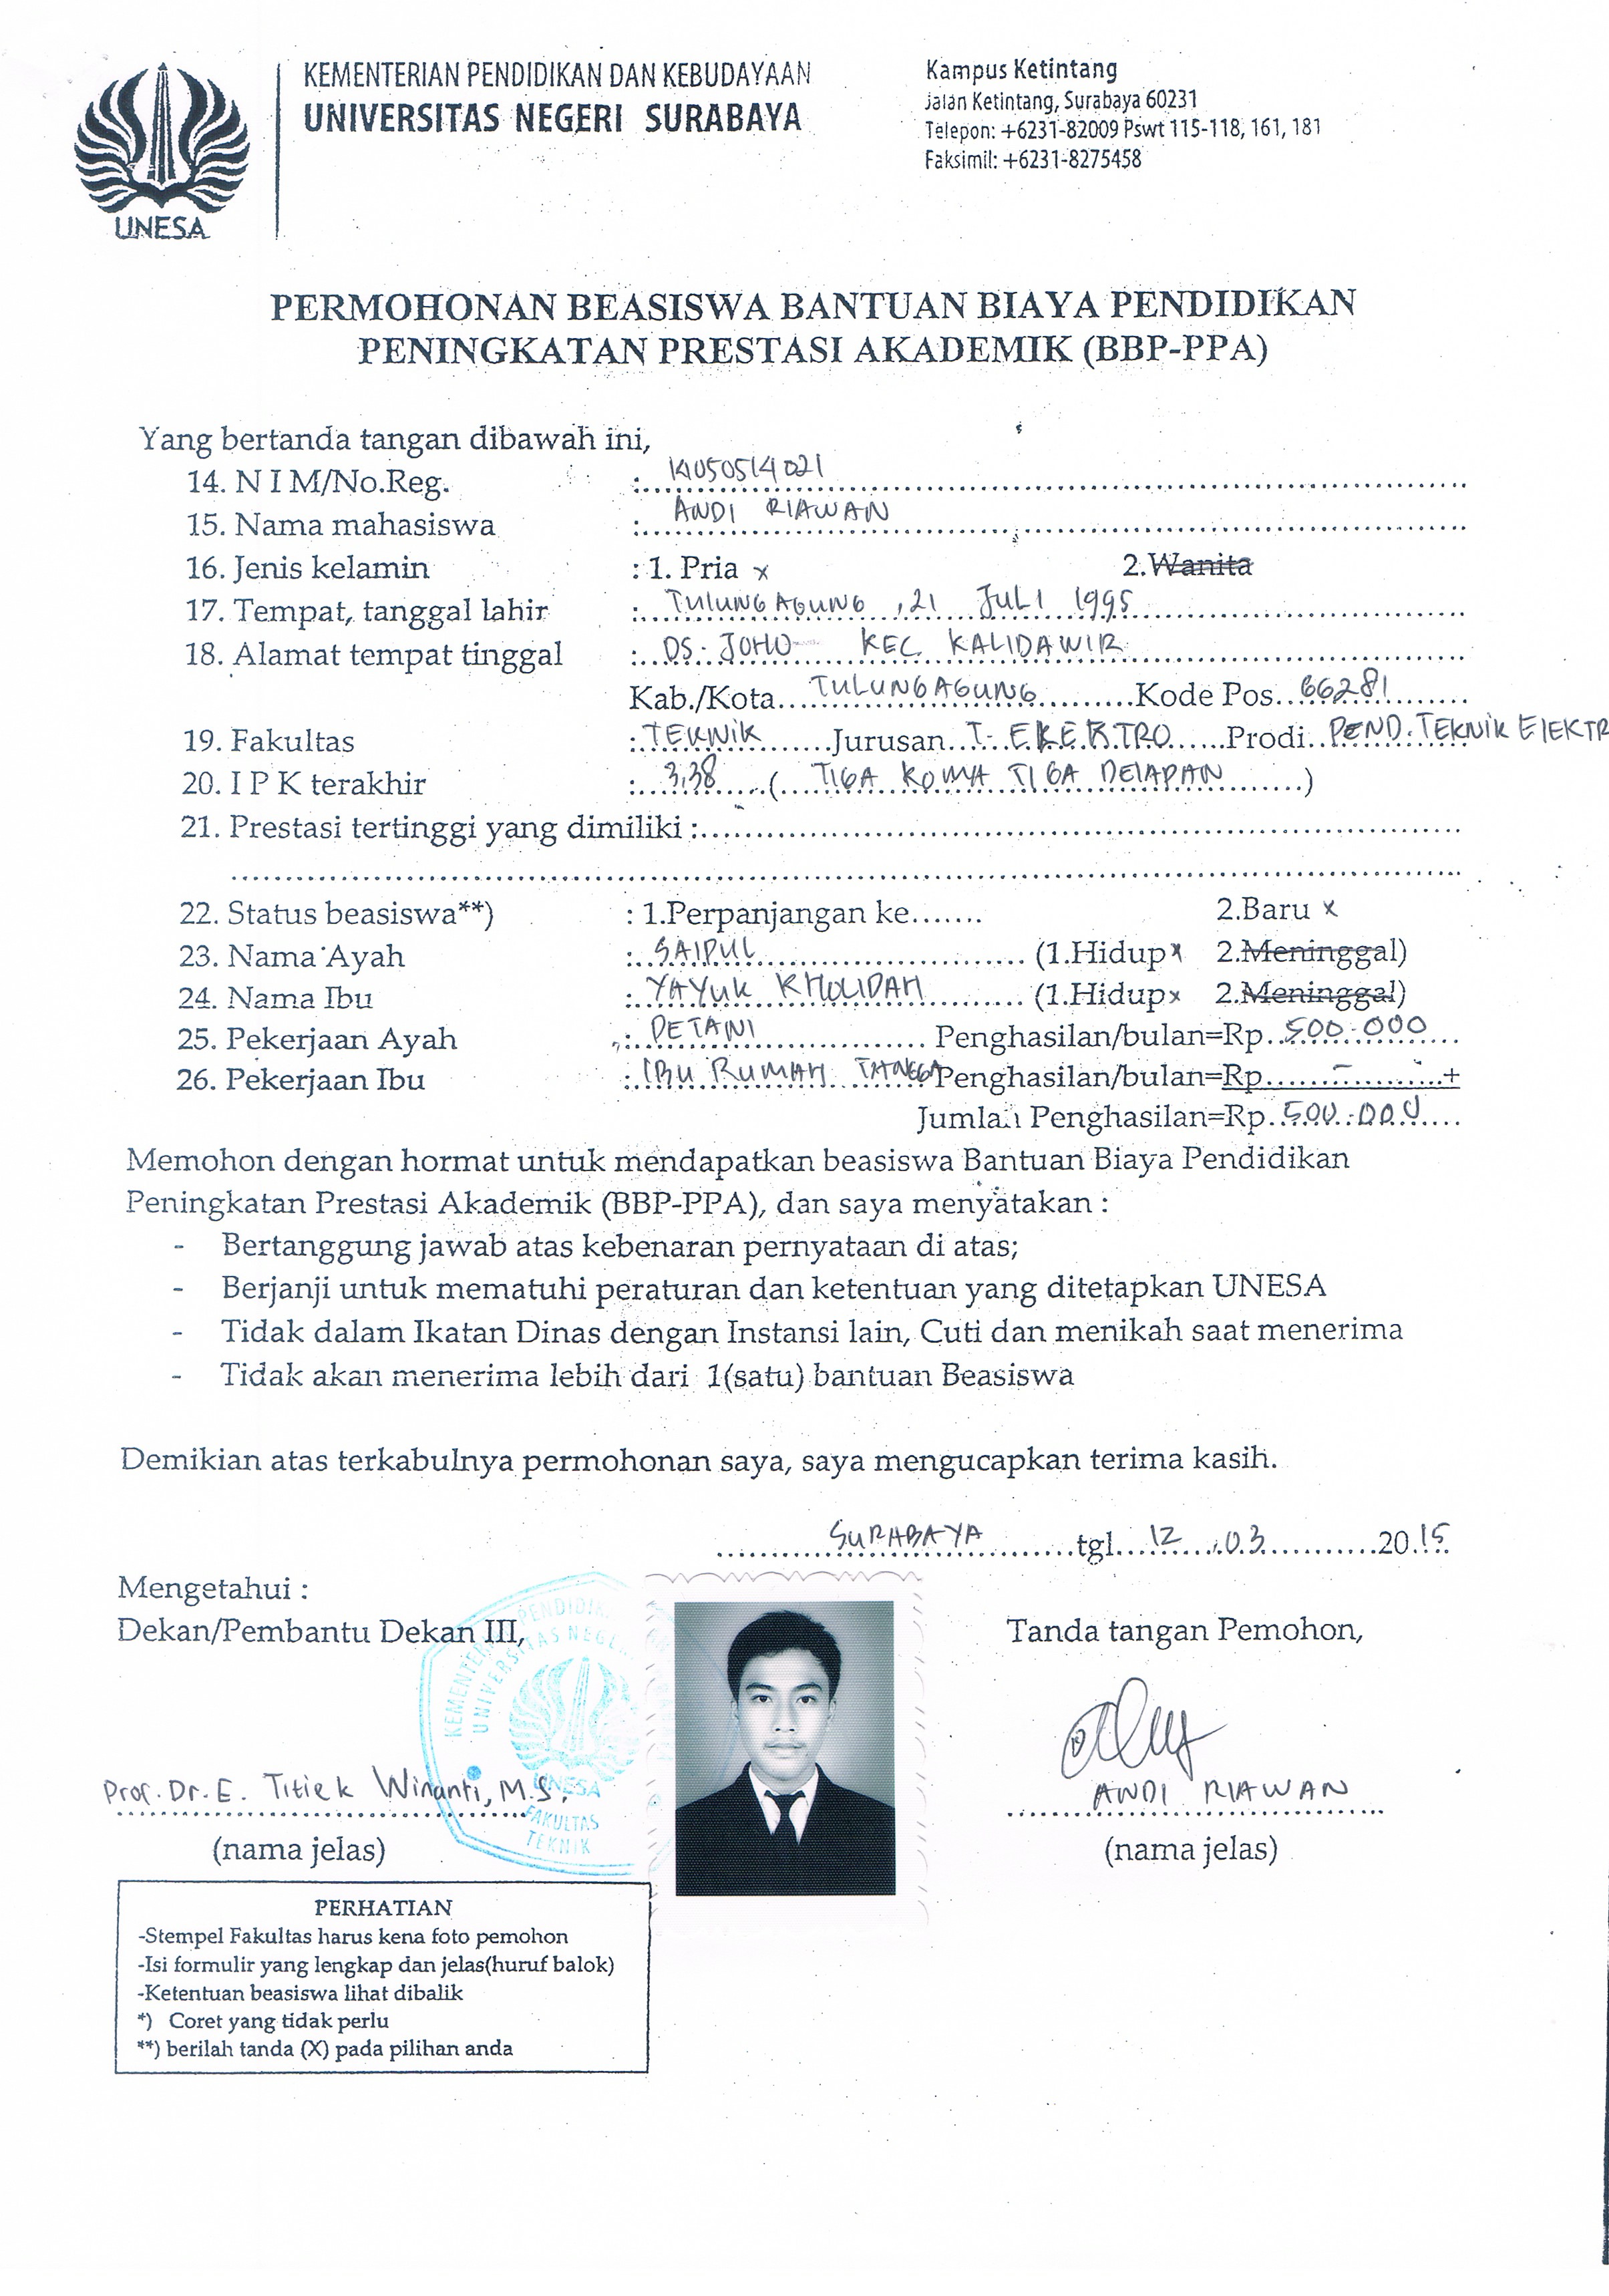 KEMENTERIAN PENDIDIKAN DAN KEBUDAYAAN
UNIVERSITAS NEGERI SURABAYA
UNESA
Kampus Ketintang
Jalan Ketintang, Surabaya 60231
Telepon: +6231-82009 Pswt 115-118, 161, 181
Faksimil: +6231-8275458
PERMOHONAN BEASISWA BANTUAN BIAYA PENDIDIKAN
PENINGKATAN PRESTASI AKADEMIK (BBP-PPA)
Yang bertanda tangan dibawah ini,
14. N I M/No.Reg. :
15. Nama mahasiswa : ANDI RIAWAN
16. Jenis kelamin : 1. Pria x 2. Wanita
17. Tempat, tanggal lahir : TULUNGAGUNG , 21 JULI 1995
18. Alamat tempat tinggal : DS. JOHO KEC. KALIDAWIR
Kab./Kota TULUNGAGUNG Kode Pos 66281
19. Fakultas : TEKNIK Jurusan T. Prodi PEND. TEKNIK ELEKTR
20. I P K terakhir : 3,38 ( TIGA KOMA TIGA DELAPAN )
21. Prestasi tertinggi yang dimiliki :
22. Status beasiswa**) : 1.Perpanjangan ke....... 2.Baru x
23. Nama Ayah : SAIPUL (1.Hidup x 2.Meninggal)
24. Nama Ibu : YAYUK KHOLIDAH (1.Hidup x 2.Meninggal)
25. Pekerjaan Ayah : PETANI Penghasilan/bulan=Rp. 500.000
26. Pekerjaan Ibu : IBU RUMAH TANGGA Penghasilan/bulan=Rp. - +
Jumlah Penghasilan=Rp. 500.000
Memohon dengan hormat untuk mendapatkan beasiswa Bantuan Biaya Pendidikan
Peningkatan Prestasi Akademik (BBP-PPA), dan saya menyatakan :
- Bertanggung jawab atas kebenaran pernyataan di atas;
- Berjanji untuk mematuhi peraturan dan ketentuan yang ditetapkan UNESA
- Tidak dalam Ikatan Dinas dengan Instansi lain, Cuti dan menikah saat menerima
- Tidak akan menerima lebih dari 1(satu) bantuan Beasiswa
Demikian atas terkabulnya permohonan saya, saya mengucapkan terima kasih.
SURABAYA tgl. 12 , 03 20 15
Mengetahui :
Dekan/Pembantu Dekan III,
Tanda tangan Pemohon,
UNESA
FAKULTAS
TEKNIK
Prof. Dr. E. Titiek Winanti, M.S.
ANDI RIAWAN
(nama jelas)
(nama jelas)
PERHATIAN
-Stempel Fakultas harus kena foto pemohon
-Isi formulir yang lengkap dan jelas(huruf balok)
-Ketentuan beasiswa lihat dibalik
*) Coret yang tidak perlu
**) berilah tanda (X) pada pilihan anda